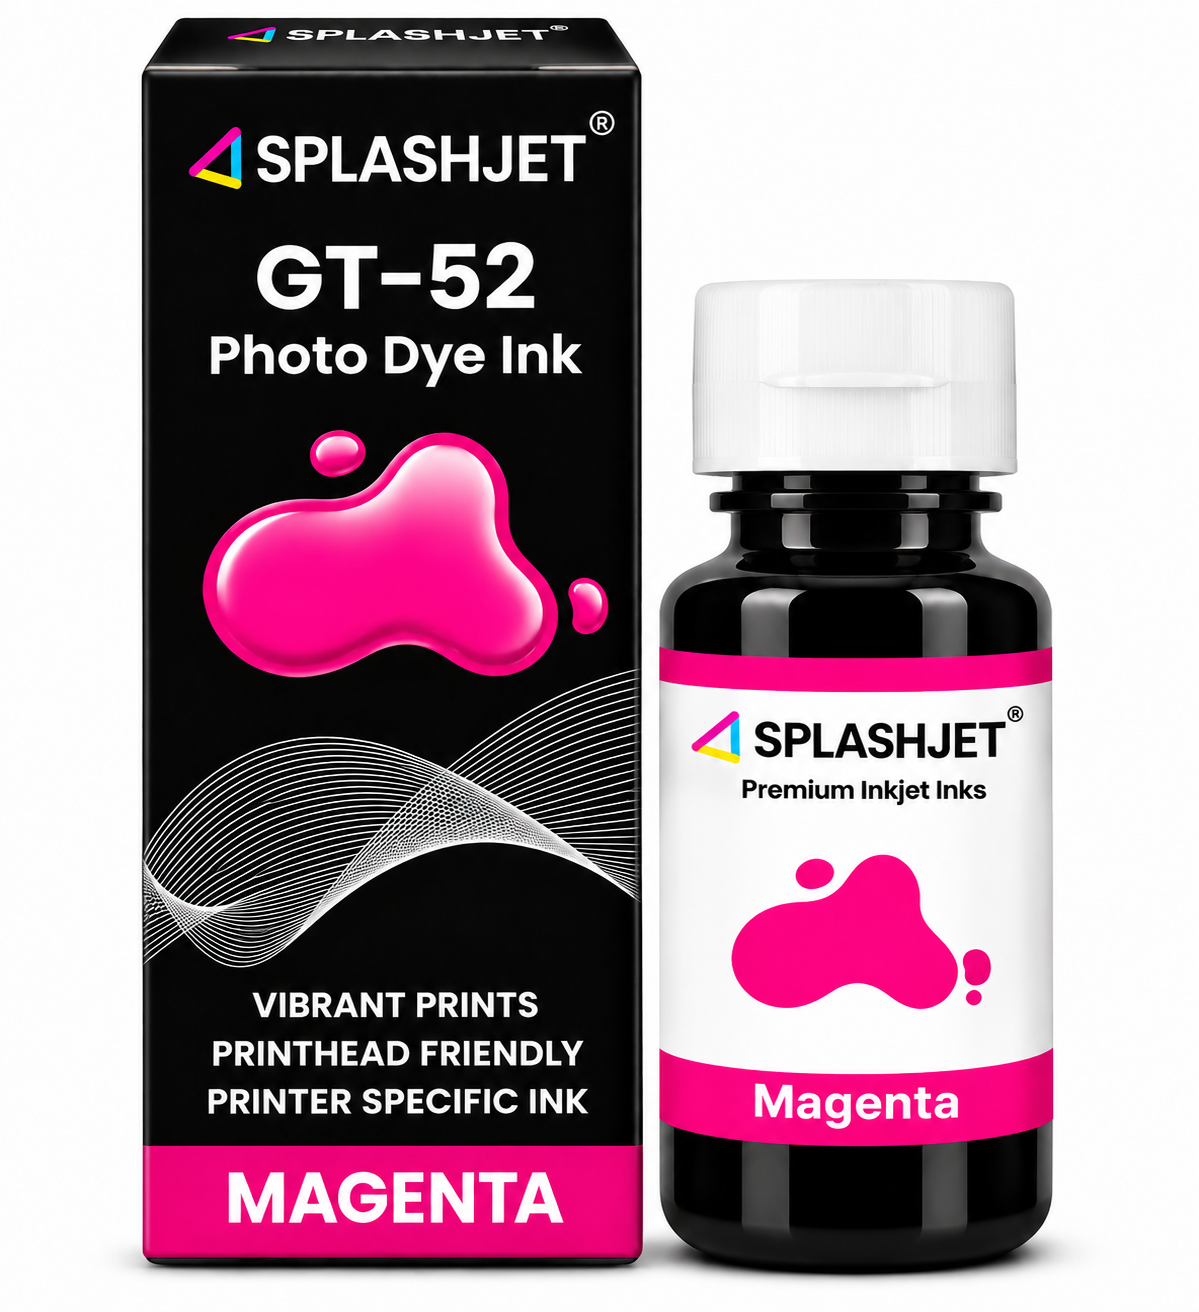 SPLASHJET®
SPLASHJET®
GT-52
Photo Dye Ink
VIBRANT PRINTS
PRINTHEAD FRIENDLY
PRINTER SPECIFIC INK
MAGENTA
SPLASHJET®
Premium Inkjet Inks
Magenta